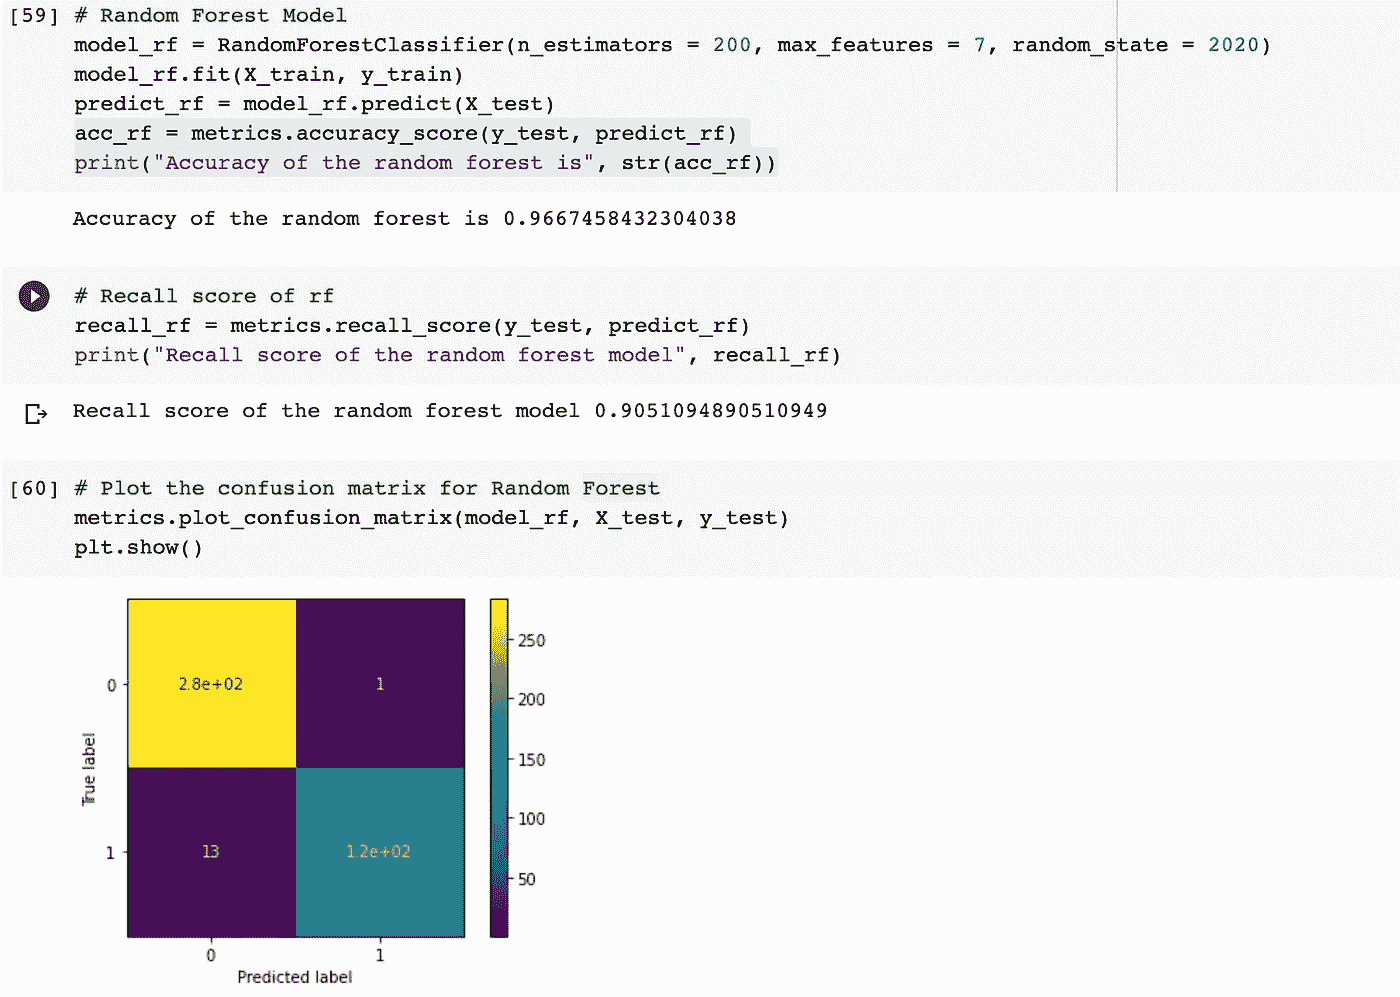 [59] # Random Forest Model
model_rf = RandomForestClassifier(n_estimators = 200, max_features = 7, random_state = 2020)
model_rf.fit(X_train, y_train)
predict_rf = model_rf.predict(X_test)
acc_rf = metrics.accuracy_score(y_test, predict_rf)
print("Accuracy of the random forest is", str(acc_rf))
Accuracy of the random forest is 0.9667458432304038
# Recall score of rf
recall_rf = metrics.recall_score(y_test, predict_rf)
print("Recall score of the random forest model", recall_rf)
Recall score of the random forest model 0.9051094890510949
[60] # Plot the confusion matrix for Random Forest
metrics.plot_confusion_matrix(model_rf, X_test, y_test)
plt.show()
250
200
150
100
50
0
2.8e+02 1
True label
1
13 1.2e+02
0 1
Predicted label